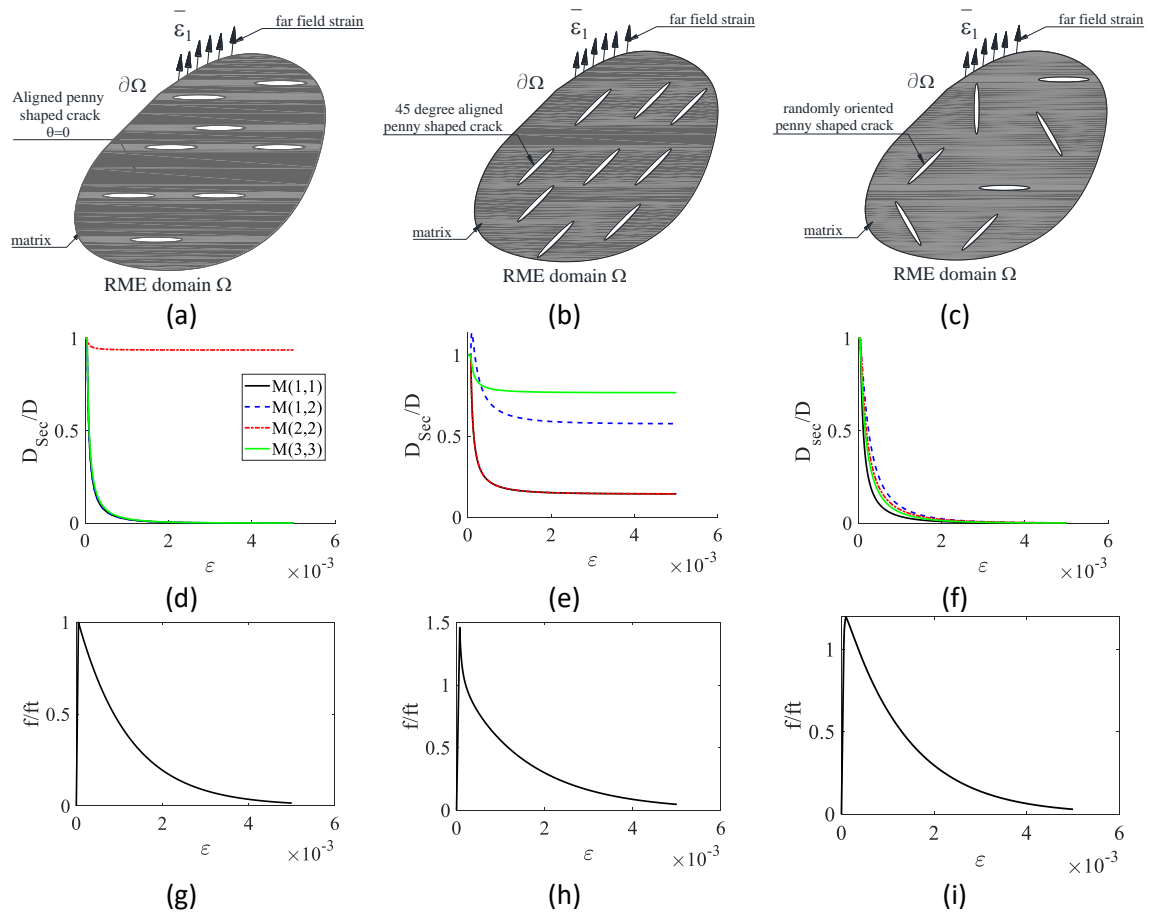 ε̅₁
far field strain
∂Ω
Aligned penny
shaped crack
θ=0
matrix
RME domain Ω
(a)
ε̅₁
far field strain
∂Ω
45 degree aligned
penny shaped crack
matrix
RME domain Ω
(b)
ε̅₁
far field strain
∂Ω
randomly oriented
penny shaped crack
matrix
RME domain Ω
(c)
1
0.5
0
D_Sec/D
M(1,1)
M(1,2)
M(2,2)
M(3,3)
0 2 4 6
ε
×10⁻³
(d)
1
0.5
0
D_Sec/D
0 2 4 6
ε
×10⁻³
(e)
1
0.5
0
D_sec/D
0 2 4 6
ε
×10⁻³
(f)
1
0.5
0
f/ft
0 2 4 6
ε
×10⁻³
(g)
1.5
1
0.5
0
f/ft
0 2 4 6
ε
×10⁻³
(h)
1
0.5
0
f/ft
0 2 4 6
ε
×10⁻³
(i)